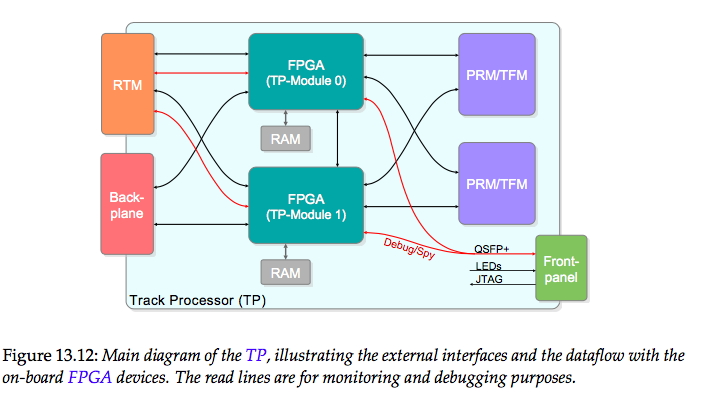 FPGA
(TP-Module 0)
RTM
PRM/TFM
RAM
Back-
plane
FPGA
(TP-Module 1)
PRM/TFM
Debug/Spy
QSFP+
LEDs
JTAG
Front-
panel
RAM
Track Processor (TP)
Figure 13.12: Main diagram of the TP, illustrating the external interfaces and the dataflow with the
on-board FPGA devices. The read lines are for monitoring and debugging purposes.